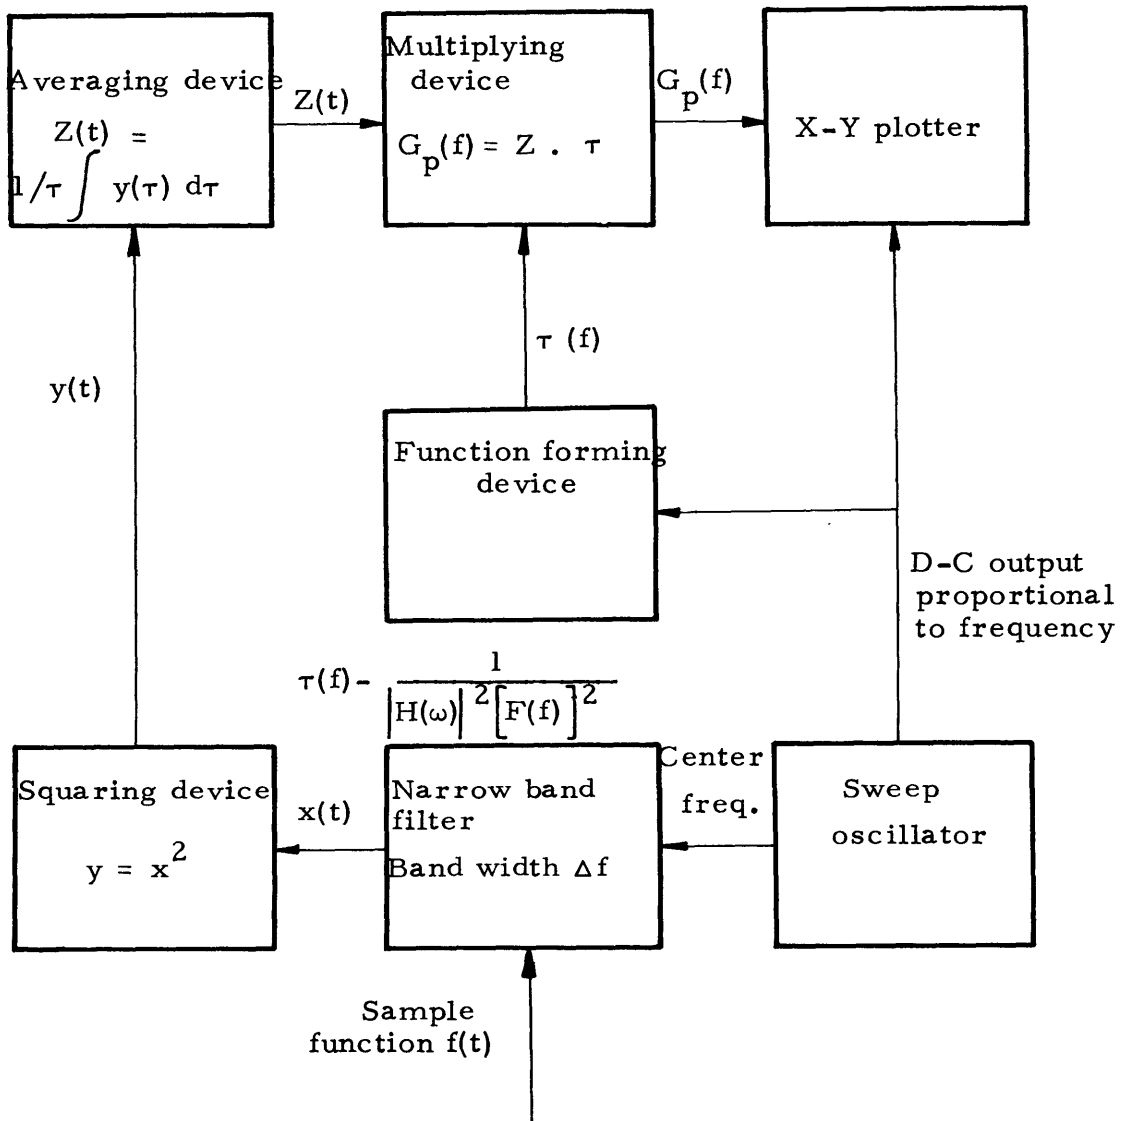 Averaging device
Z(t) =
1/τ ∫ y(τ) dτ
Z(t)
Multiplying
device
G_p(f) = Z . τ
G_p(f)
X-Y plotter
y(t)
τ (f)
Function forming
device
D-C output
proportional
to frequency
τ(f)- 1 / |H(ω)|^2 [F(f)]^2
Squaring device
y = x^2
x(t)
Narrow band
filter
Band width Δf
Center
freq.
Sweep
oscillator
Sample
function f(t)